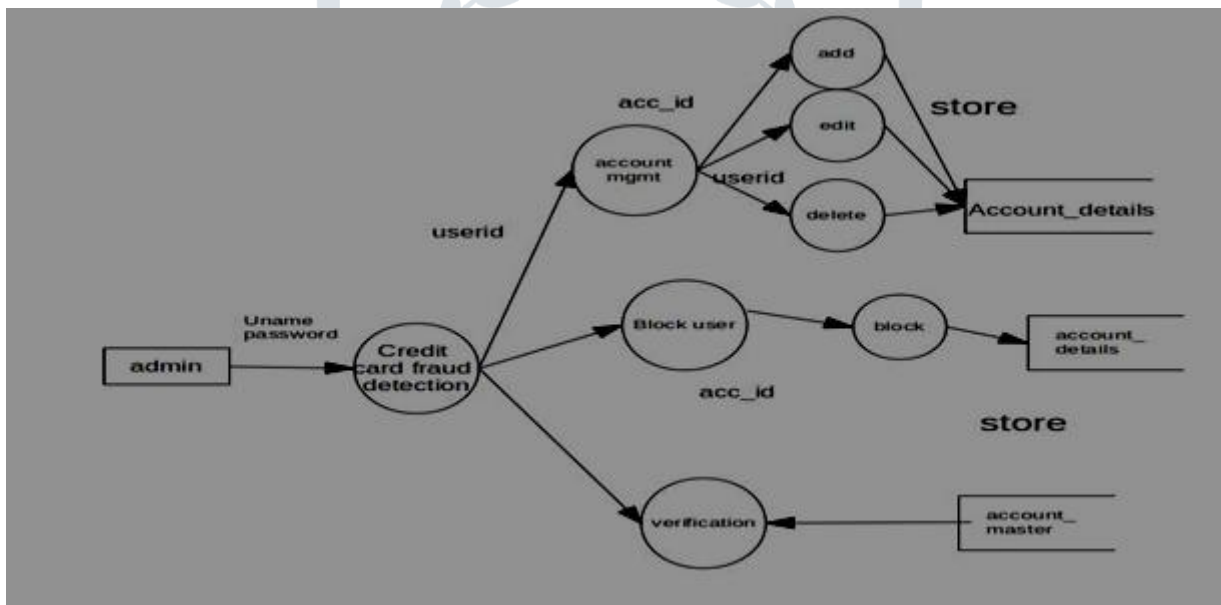 add
acc_id
store
edit
account
mgmt
userid
delete
Account_details
userid
Block user
block
account_
details
Uname
password
admin
Credit
card fraud
detection
acc_id
store
verification
account_
master